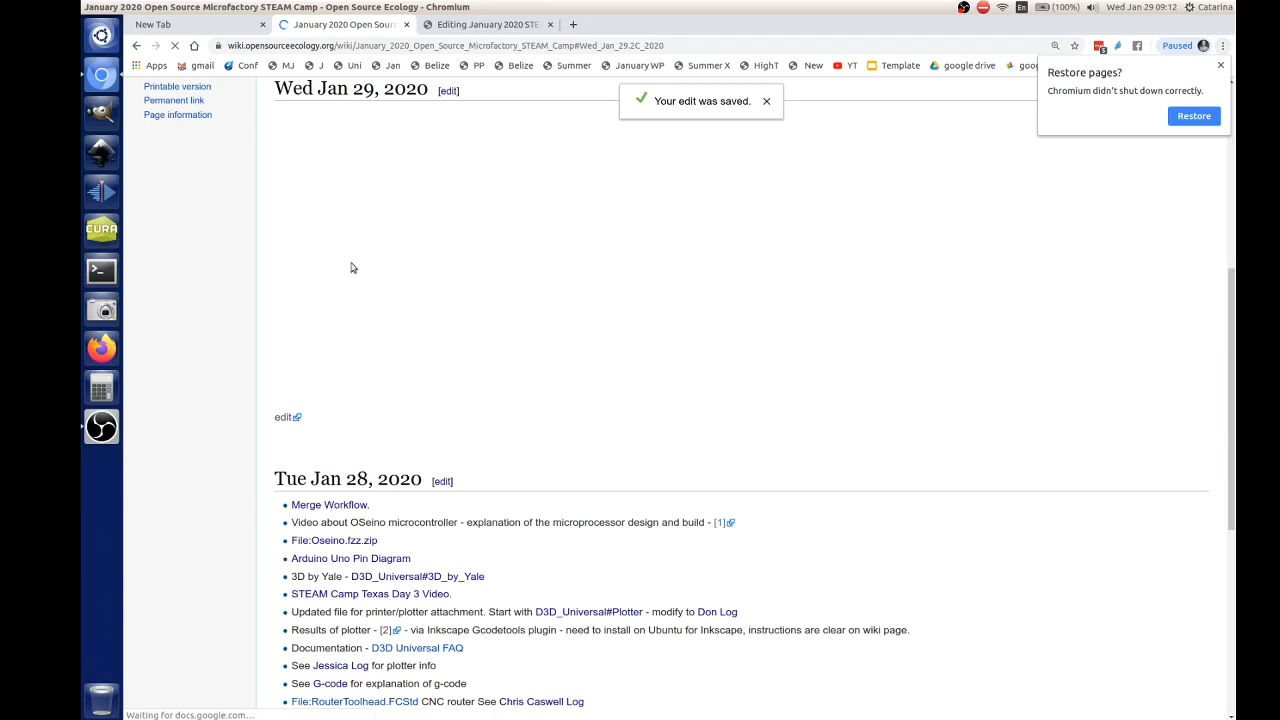 January 2020 Open Source Microfactory STEAM Camp - Open Source Ecology - Chromium
En (100%) Wed Jan 29 09:12 Catarina
New Tab × January 2020 Open Sourc × Editing January 2020 STE × +
wiki.opensourceecology.org/wiki/January_2020_Open_Source_Microfactory_STEAM_Camp#Wed_Jan_29.2C_2020 Paused
Apps gmail Conf MJ J Uni Jan Belize PP Belize Summer January WP Summer X HighT New YT Template google drive goog
Restore pages?
Chromium didn't shut down correctly.
Restore
Printable version
Permanent link
Page information
Wed Jan 29, 2020 [edit]
Your edit was saved.
edit
Tue Jan 28, 2020 [edit]
Merge Workflow.
Video about OSeino microcontroller - explanation of the microprocessor design and build - [1]
File:Oseino.fzz.zip
Arduino Uno Pin Diagram
3D by Yale - D3D_Universal#3D_by_Yale
STEAM Camp Texas Day 3 Video.
Updated file for printer/plotter attachment. Start with D3D_Universal#Plotter - modify to Don Log
Results of plotter - [2] - via Inkscape Gcodetools plugin - need to install on Ubuntu for Inkscape, instructions are clear on wiki page.
Documentation - D3D Universal FAQ
See Jessica Log for plotter info
See G-code for explanation of g-code
File:RouterToolhead.FCStd CNC router See Chris Caswell Log
CURA
Waiting for docs.google.com...